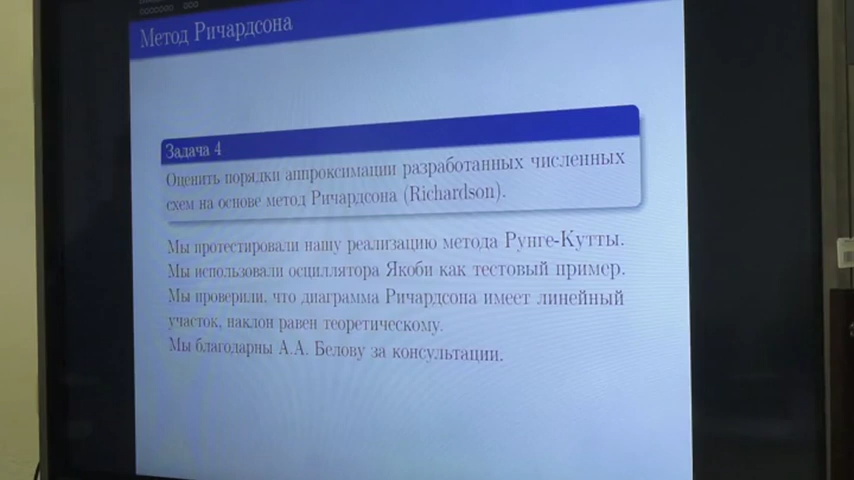 Метод Ричардсона
Задача 4
Оценить порядки аппроксимации разработанных численных
схем на основе метод Ричардсона (Richardson).
Мы протестировали нашу реализацию метода Рунге-Кутты.
Мы использовали осциллятора Якоби как тестовый пример.
Мы проверили, что диаграмма Ричардсона имеет линейный
участок, наклон равен теоретическому.
Мы благодарны А.А. Белову за консультации.